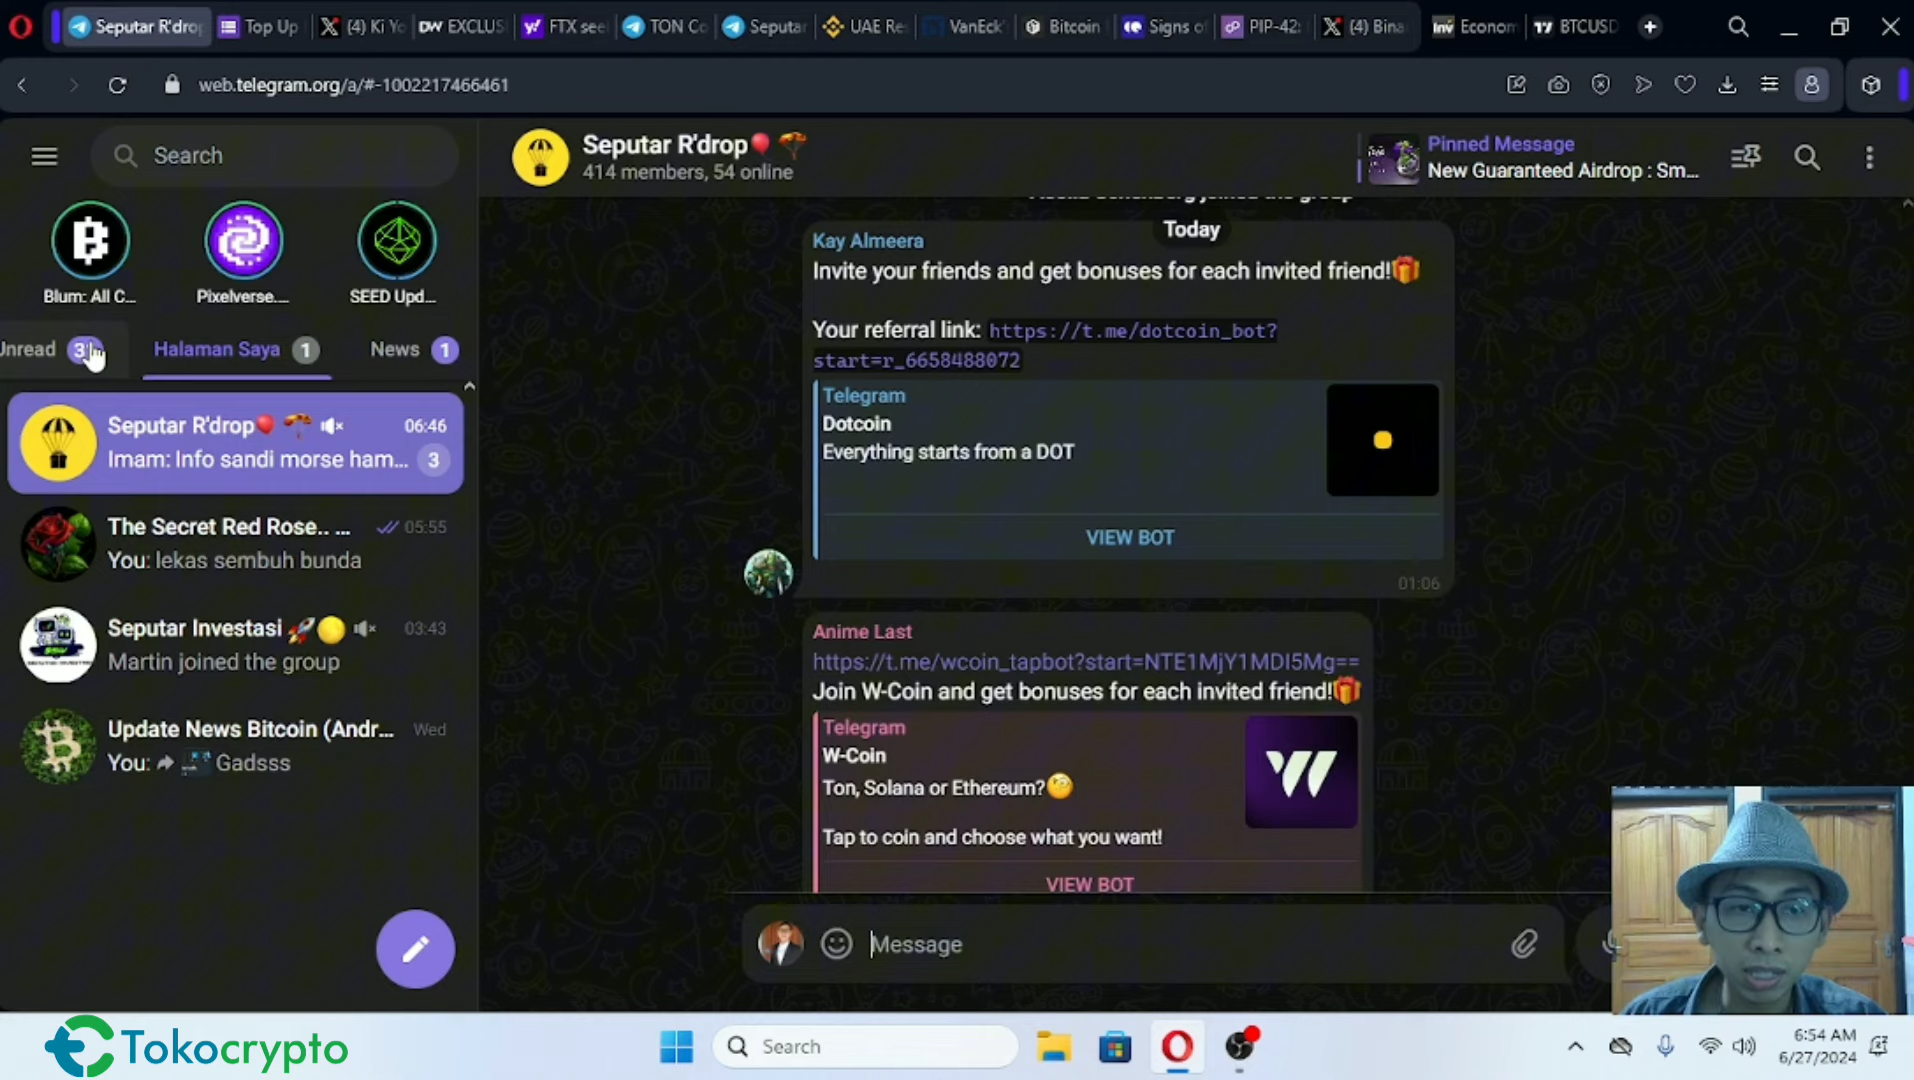 Seputar R'drop
Top Up
(4) Ki Yo
DW EXCLUS
FTX see
TON Co
Seputar
UAE Re
VanEck'
Bitcoin
Signs of
PIP-42:
(4) Bina
inv Econom
BTCUSD
web.telegram.org/a/#-1002217466461
Search
Blum: All C...
Pixelverse....
SEED Upd...
Unread 3
Halaman Saya 1
News 1
Seputar R'drop🎈🪂 06:46
Imam: Info sandi morse ham... 3
The Secret Red Rose.. ... 05:55
You: lekas sembuh bunda
Seputar Investasi 🚀🟡 03:43
Martin joined the group
Update News Bitcoin (Andr... Wed
You: Gadsss
Seputar R'drop🎈🪂
414 members, 54 online
Pinned Message
New Guaranteed Airdrop : Sm...
joined the group
Today
Kay Almeera
Invite your friends and get bonuses for each invited friend!🎁
Your referral link: https://t.me/dotcoin_bot?
start=r_6658488072
Telegram
Dotcoin
Everything starts from a DOT
VIEW BOT
01:06
Anime Last
https://t.me/wcoin_tapbot?start=NTE1MjY1MDI5Mg==
Join W-Coin and get bonuses for each invited friend!🎁
Telegram
W-Coin
Ton, Solana or Ethereum?🧐
Tap to coin and choose what you want!
VIEW BOT
Message
Tokocrypto
Search
6:54 AM
6/27/2024